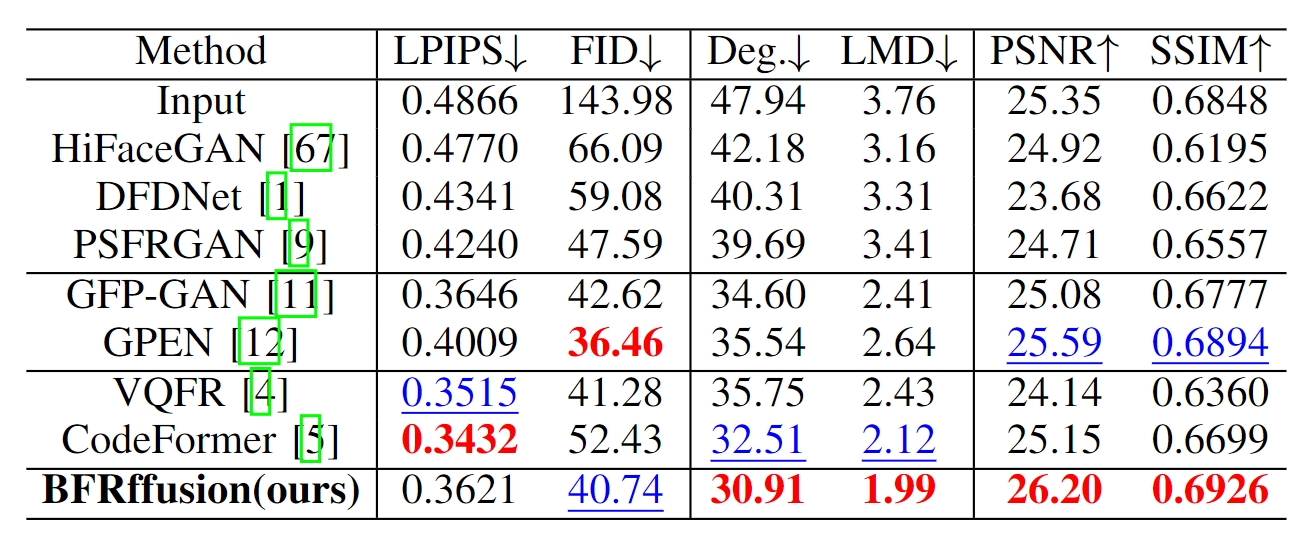 Method LPIPS↓ FID↓ Deg.↓ LMD↓ PSNR↑ SSIM↑
Input 0.4866 143.98 47.94 3.76 25.35 0.6848
HiFaceGAN [67] 0.4770 66.09 42.18 3.16 24.92 0.6195
DFDNet [1] 0.4341 59.08 40.31 3.31 23.68 0.6622
PSFRGAN [9] 0.4240 47.59 39.69 3.41 24.71 0.6557
GFP-GAN [11] 0.3646 42.62 34.60 2.41 25.08 0.6777
GPEN [12] 0.4009 36.46 35.54 2.64 25.59 0.6894
VQFR [4] 0.3515 41.28 35.75 2.43 24.14 0.6360
CodeFormer [5] 0.3432 52.43 32.51 2.12 25.15 0.6699
BFRffusion(ours) 0.3621 40.74 30.91 1.99 26.20 0.6926